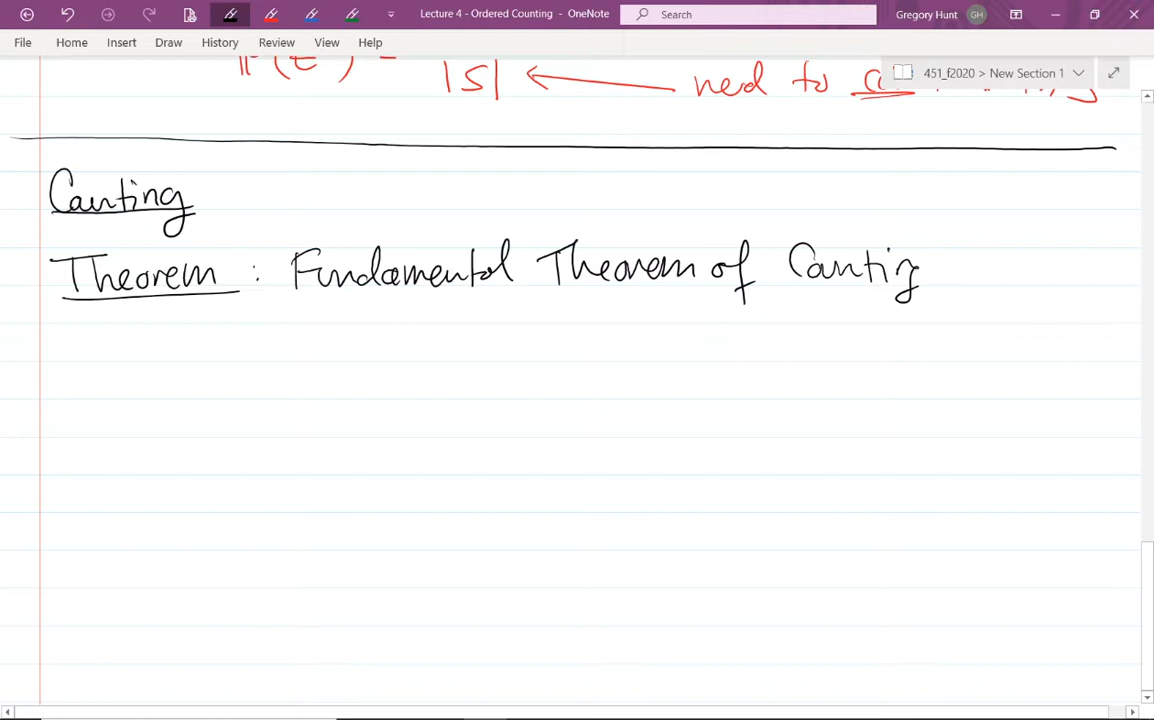 Lecture 4 - Ordered Counting - OneNote
Search
Gregory Hunt GH
File Home Insert Draw History Review View Help
451_f2020 > New Section 1
|S| ← need to
Counting
Theorem : Fundamental Theorem of Counting